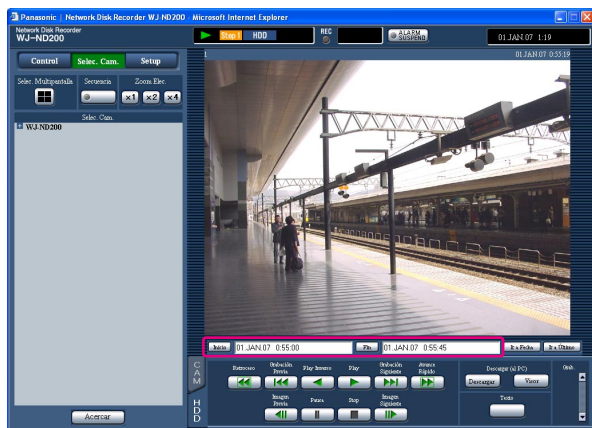 Panasonic | Network Disk Recorder WJ-ND200 - Microsoft Internet Explorer
Network Disk Recorder
WJ-ND200
Step 1 HDD
REC
ALARM SUSPEND
01.JAN.07 1:19
Control Selec. Cam. Setup
1 01.JAN.07 0:55:19
Selec. Multipantalla Secuencia Zoom Elec.
x1 x2 x4
Selec. Cam.
WJ-ND200
Inicio 01.JAN.07 0:55:00 Fin 01.JAN.07 0:55:45 Ir a Fecha Ir a Último
CAM
HDD
Retroceso Grabación Previa Play Inverso Play Grabación Siguiente Avance Rápido
Descargar (al PC)
Grab.
Descargar Visor
Imagen Previa Pausa Stop Imagen Siguiente
Texto
Acercar